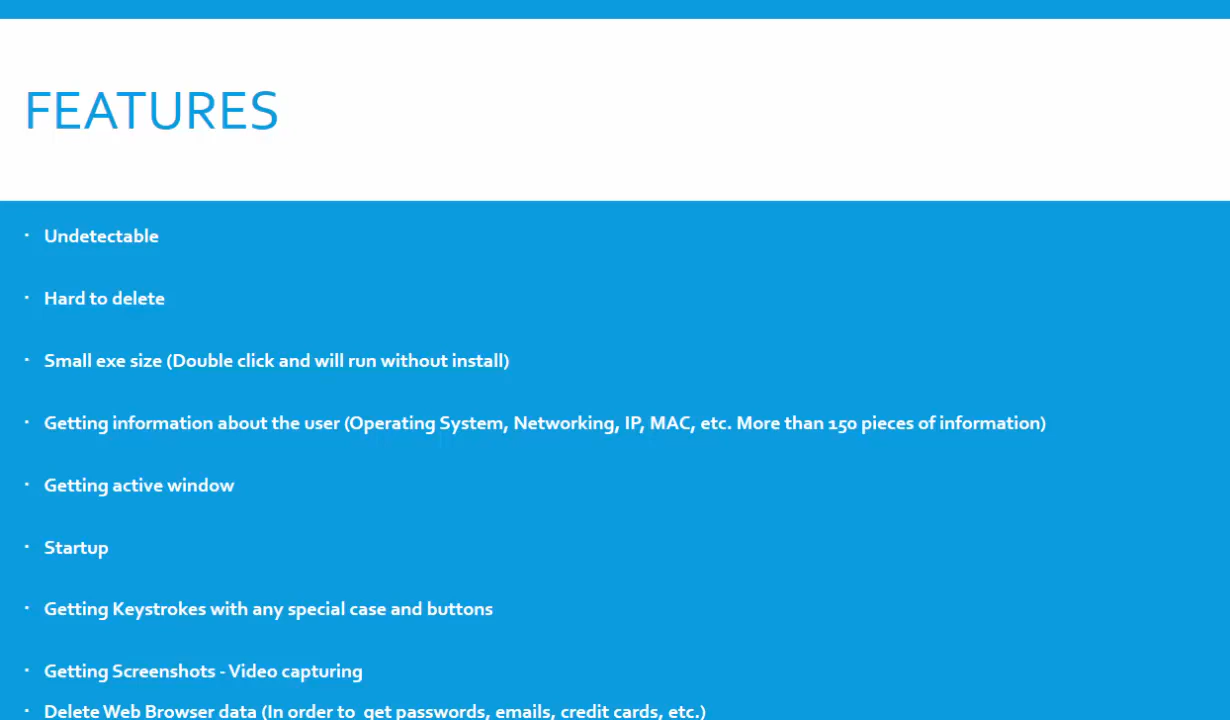 FEATURES
Undetectable
Hard to delete
Small exe size (Double click and will run without install)
Getting information about the user (Operating System, Networking, IP, MAC, etc. More than 150 pieces of information)
Getting active window
Startup
Getting Keystrokes with any special case and buttons
Getting Screenshots - Video capturing
Delete Web Browser data (In order to get passwords, emails, credit cards, etc.)